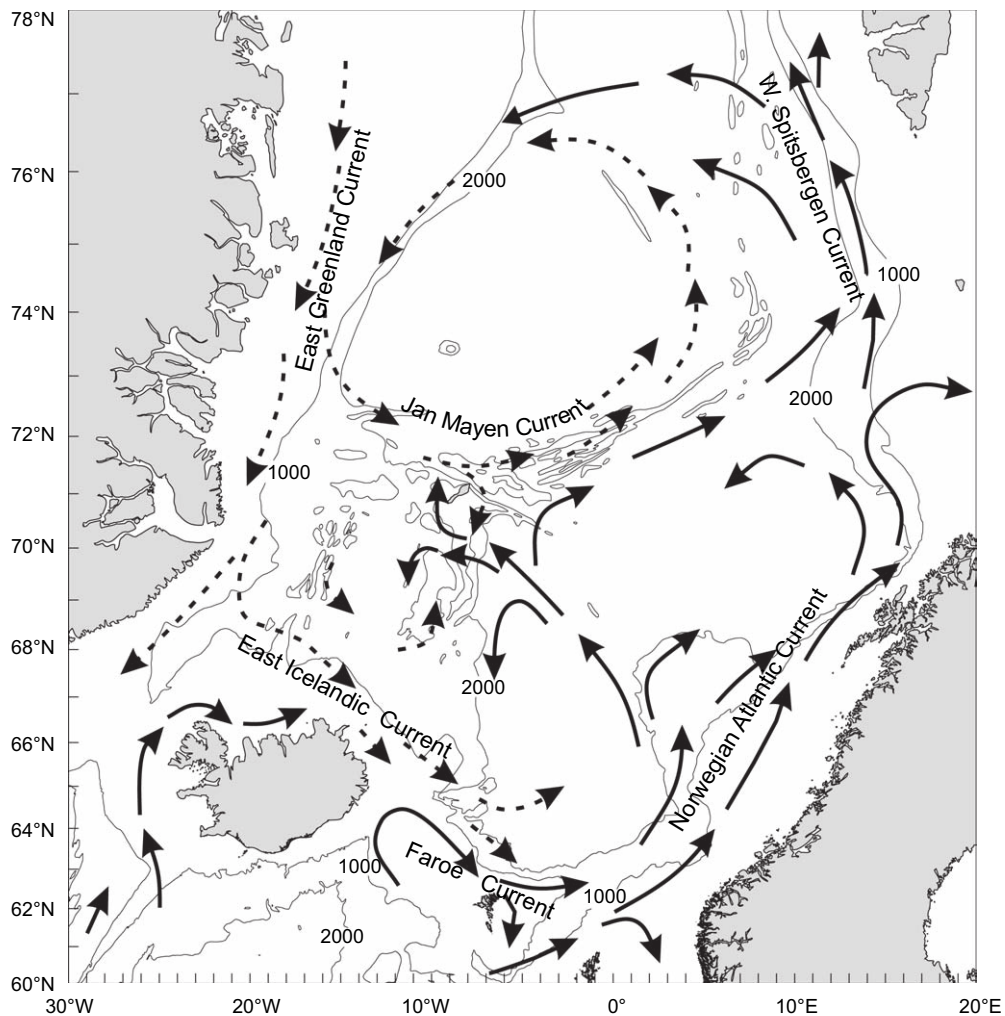 78°N
W. Spitsbergen Current
76°N
East Greenland Current
2000
1000
74°N
2000
Jan Mayen Current
72°N
1000
70°N
Norwegian Atlantic Current
68°N
East Icelandic Current
2000
66°N
64°N
1000
Faroe Current
1000
62°N
2000
60°N
30°W 20°W 10°W 0° 10°E 20°E